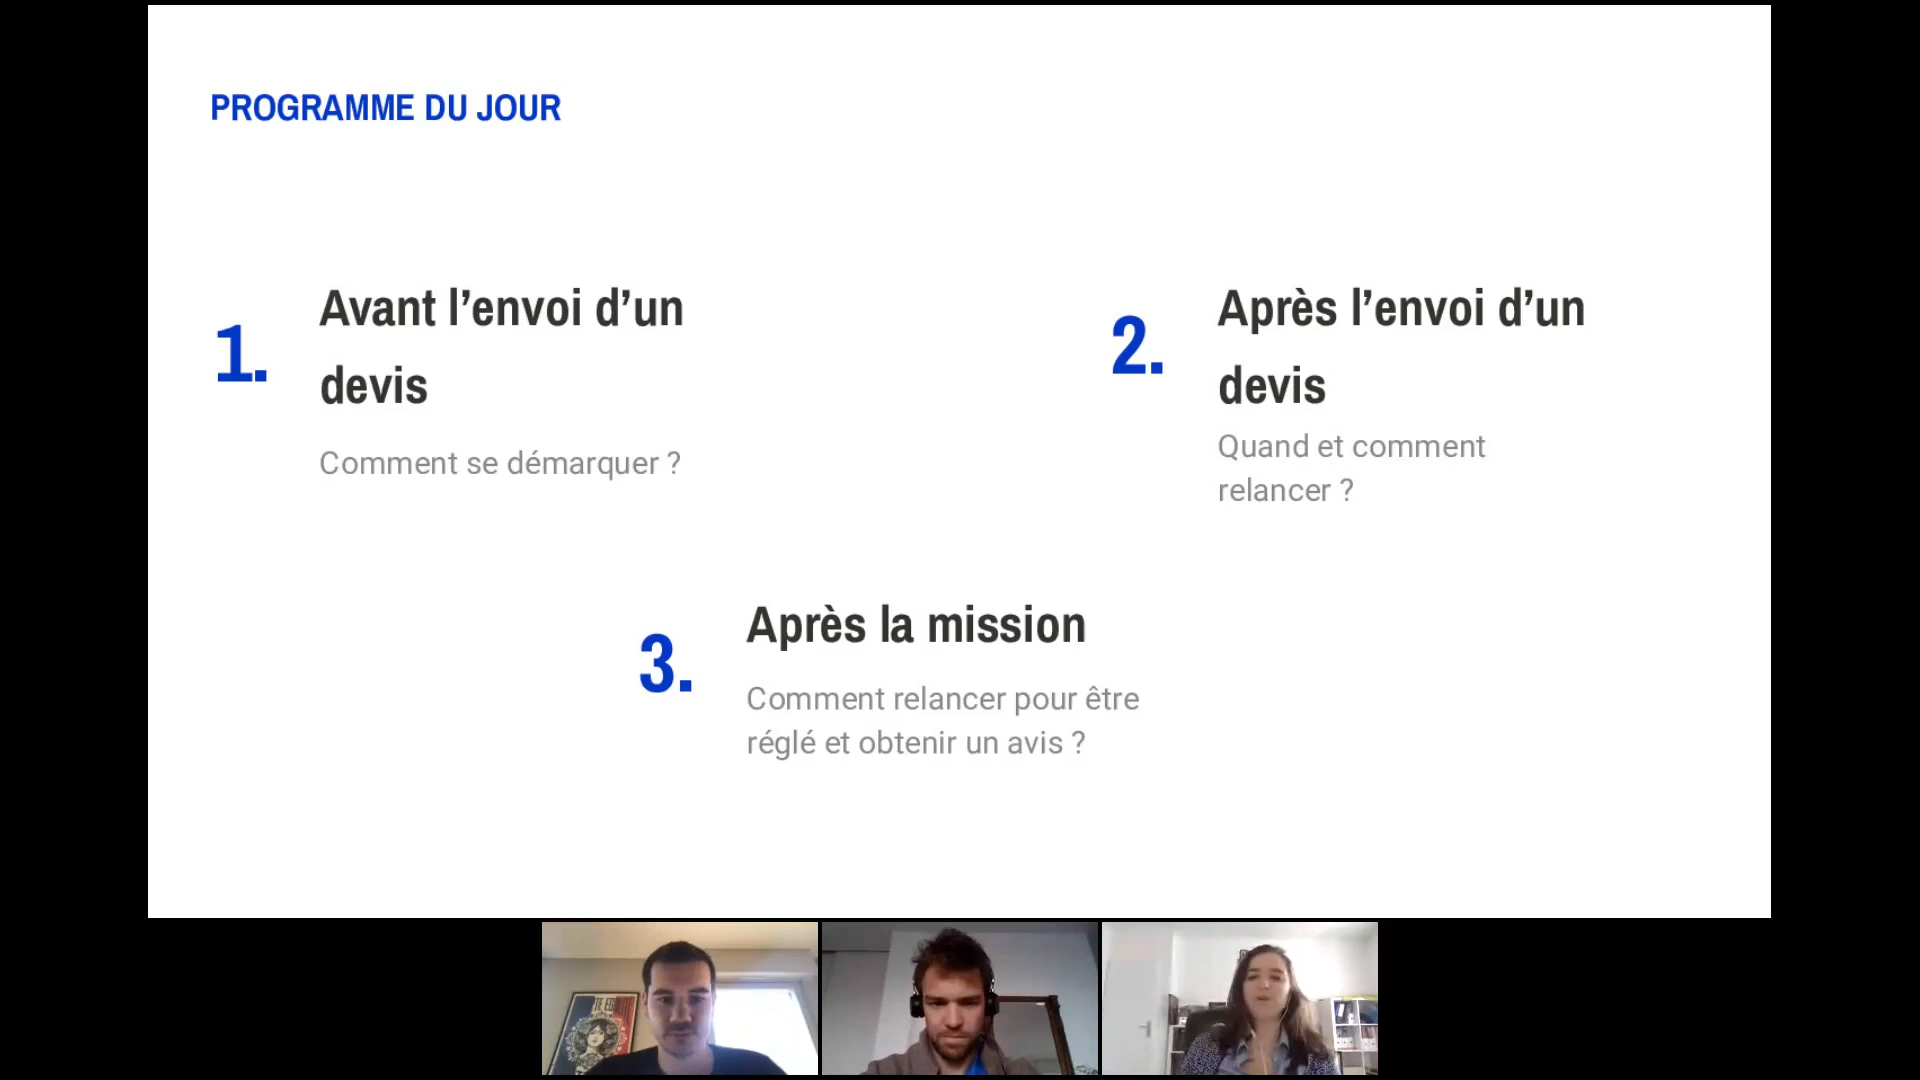 PROGRAMME DU JOUR
1.
Avant l’envoi d’un
devis
Comment se démarquer ?
2.
Après l’envoi d’un
devis
Quand et comment
relancer ?
3.
Après la mission
Comment relancer pour être
réglé et obtenir un avis ?